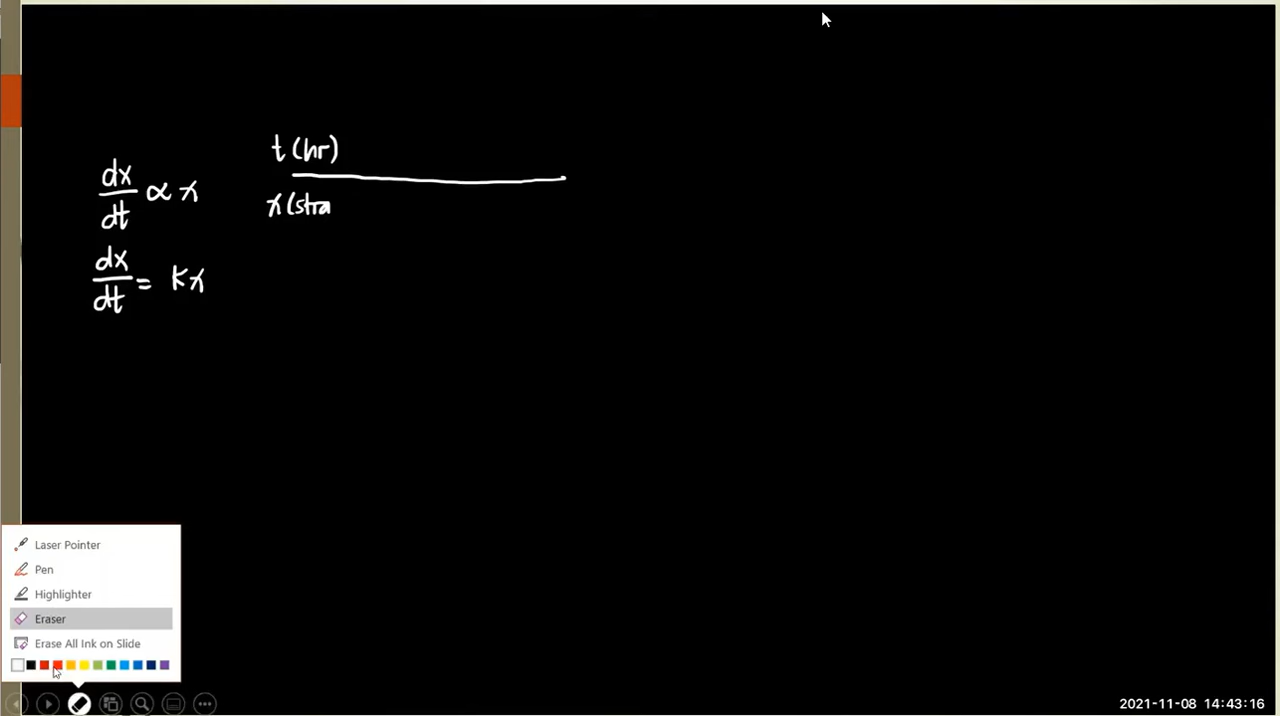 dx/dt ∝ x
dx/dt = kx
t (hr)
x (stra
Laser Pointer
Pen
Highlighter
Eraser
Erase All Ink on Slide
2021-11-08 14:43:16